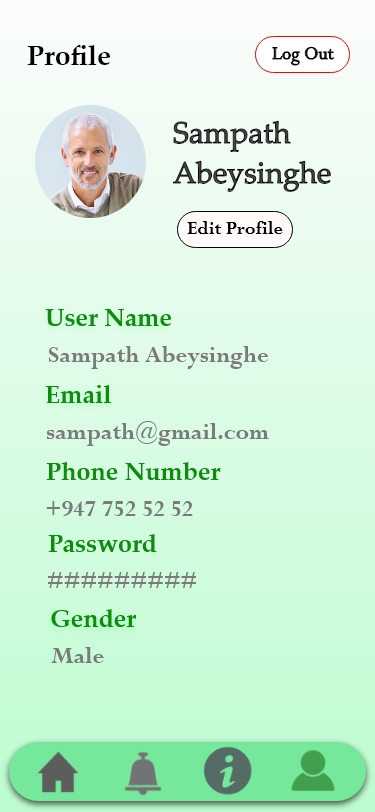 Profile
Log Out
Sampath
Abeysinghe
Edit Profile
User Name
Sampath Abeysinghe
Email
sampath@gmail.com
Phone Number
+947 752 52 52
Password
#########
Gender
Male